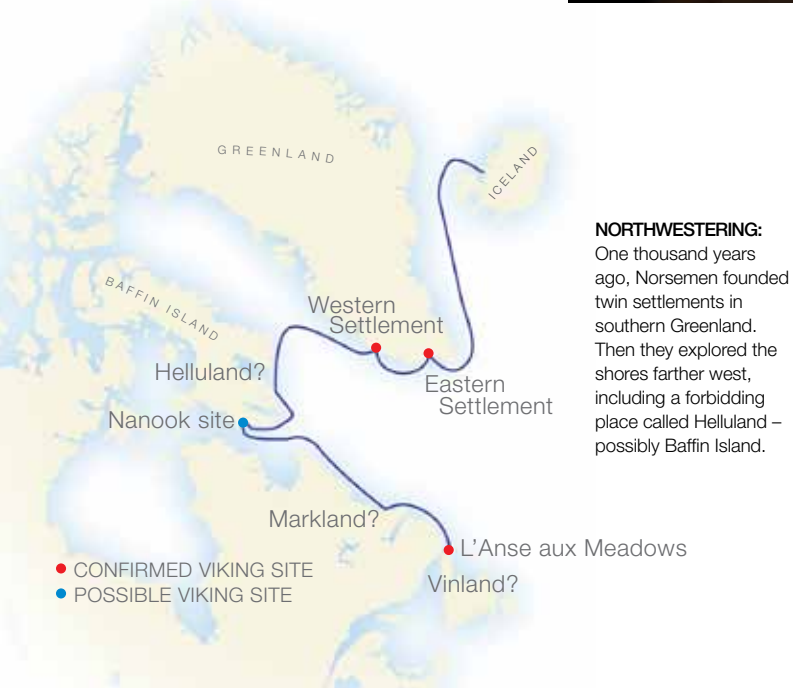 GREENLAND
ICELAND
BAFFIN ISLAND
Western
Settlement
Helluland?
Eastern
Settlement
Nanook site
Markland?
L’Anse aux Meadows
Vinland?
CONFIRMED VIKING SITE
POSSIBLE VIKING SITE
NORTHWESTERING:
One thousand years
ago, Norsemen founded
twin settlements in
southern Greenland.
Then they explored the
shores farther west,
including a forbidding
place called Helluland –
possibly Baffin Island.